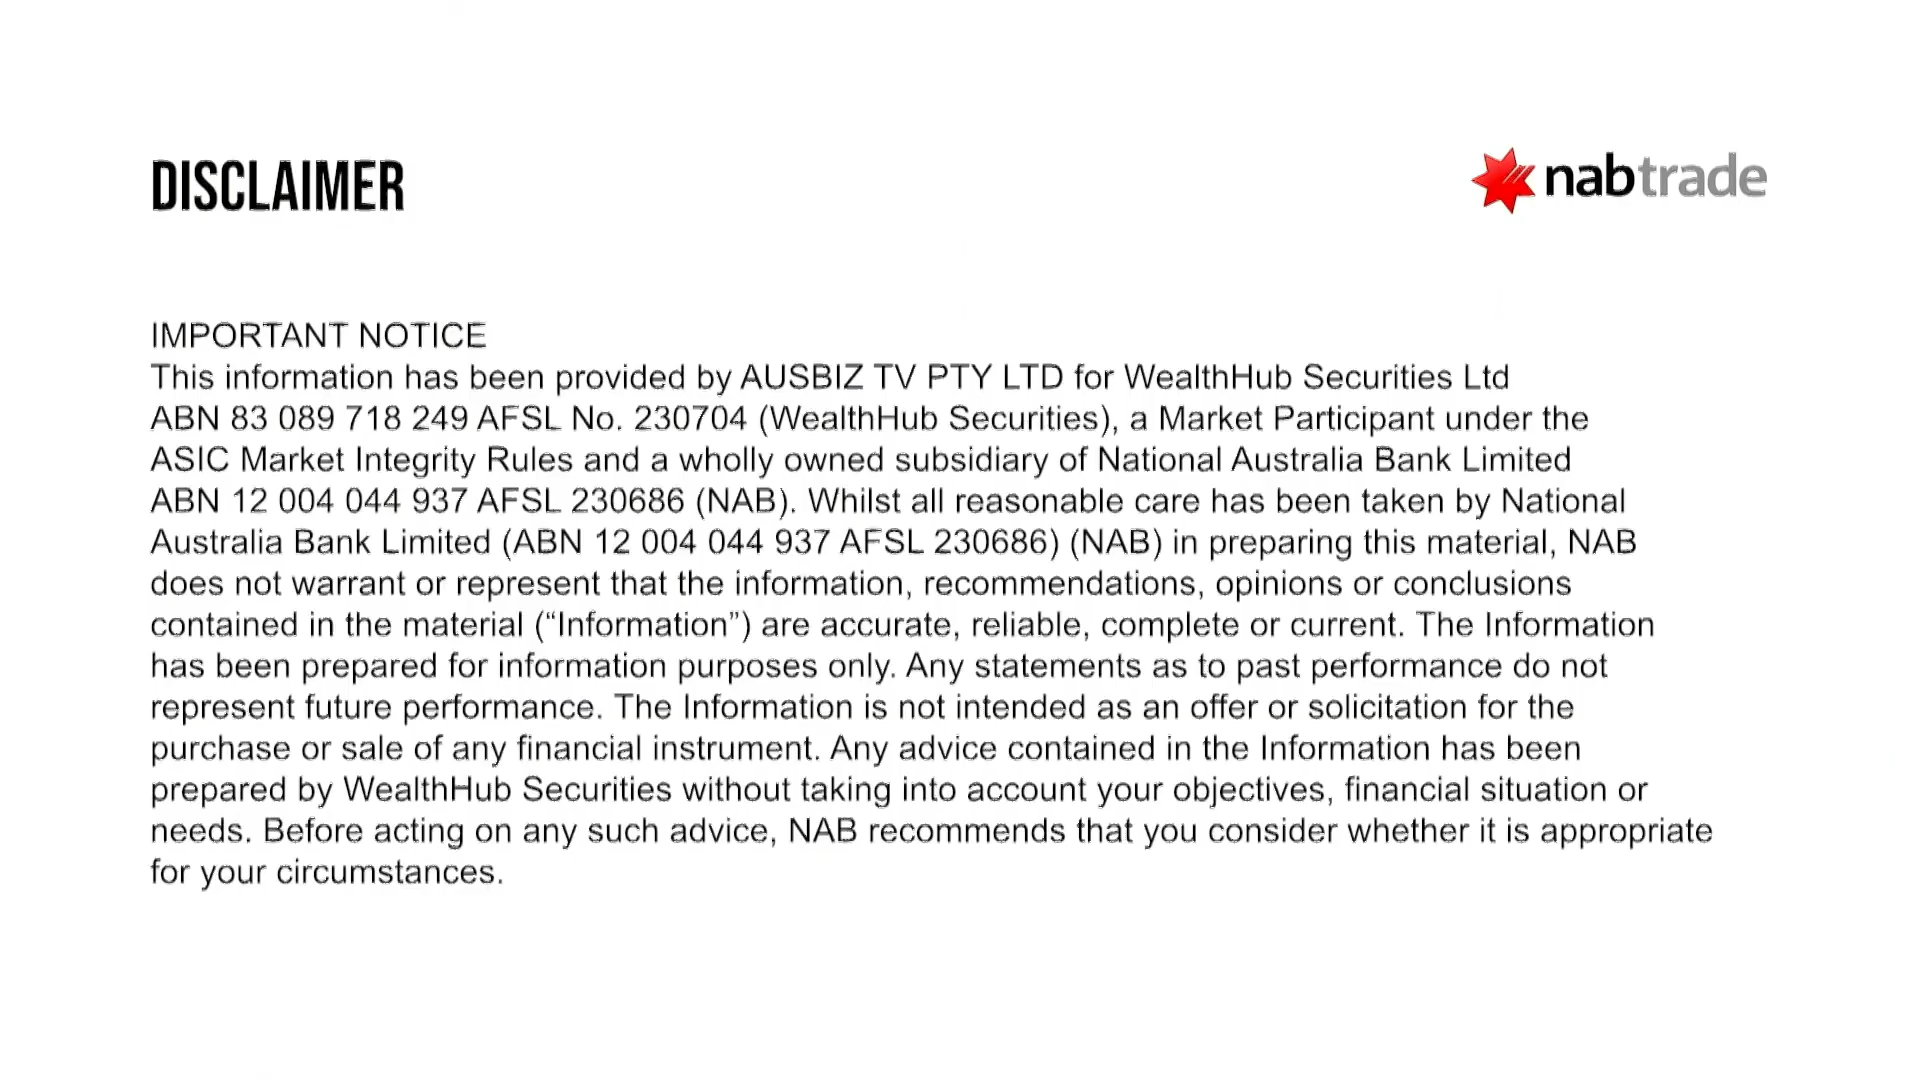 DISCLAIMER
nabtrade
IMPORTANT NOTICE
This information has been provided by AUSBIZ TV PTY LTD for WealthHub Securities Ltd
ABN 83 089 718 249 AFSL No. 230704 (WealthHub Securities), a Market Participant under the
ASIC Market Integrity Rules and a wholly owned subsidiary of National Australia Bank Limited
ABN 12 004 044 937 AFSL 230686 (NAB). Whilst all reasonable care has been taken by National
Australia Bank Limited (ABN 12 004 044 937 AFSL 230686) (NAB) in preparing this material, NAB
does not warrant or represent that the information, recommendations, opinions or conclusions
contained in the material (“Information”) are accurate, reliable, complete or current. The Information
has been prepared for information purposes only. Any statements as to past performance do not
represent future performance. The Information is not intended as an offer or solicitation for the
purchase or sale of any financial instrument. Any advice contained in the Information has been
prepared by WealthHub Securities without taking into account your objectives, financial situation or
needs. Before acting on any such advice, NAB recommends that you consider whether it is appropriate
for your circumstances.